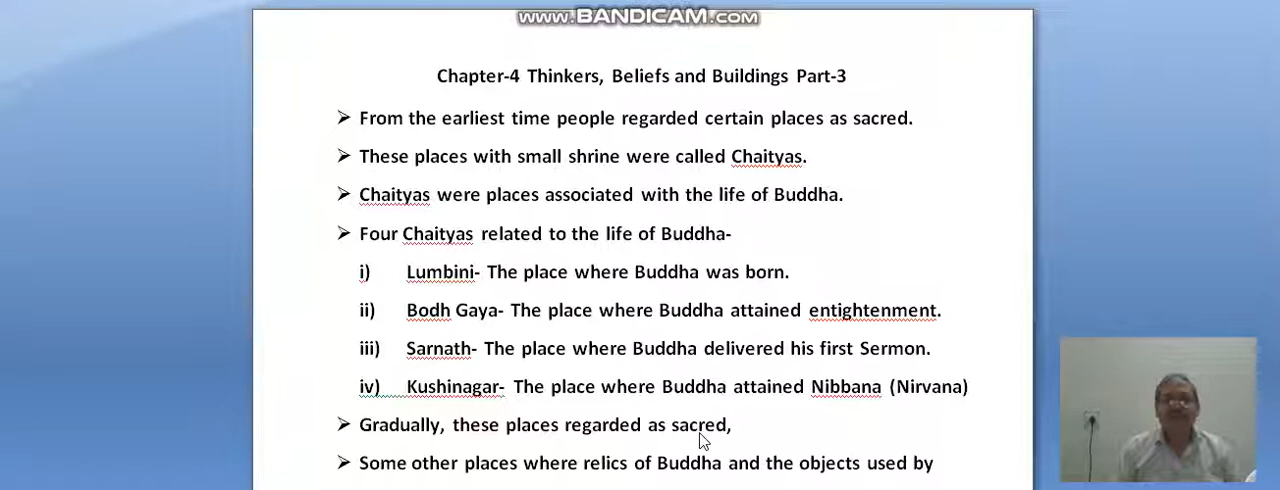 www.BANDICAM.com
Chapter-4 Thinkers, Beliefs and Buildings Part-3
➢ From the earliest time people regarded certain places as sacred.
➢ These places with small shrine were called Chaityas.
➢ Chaityas were places associated with the life of Buddha.
➢ Four Chaityas related to the life of Buddha-
i) Lumbini- The place where Buddha was born.
ii) Bodh Gaya- The place where Buddha attained entightenment.
iii) Sarnath- The place where Buddha delivered his first Sermon.
iv) Kushinagar- The place where Buddha attained Nibbana (Nirvana)
➢ Gradually, these places regarded as sacred,
➢ Some other places where relics of Buddha and the objects used by